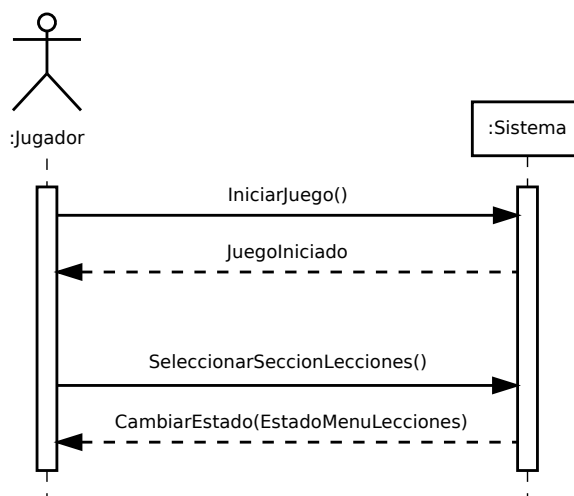 :Jugador
:Sistema
IniciarJuego()
JuegoIniciado
SeleccionarSeccionLecciones()
CambiarEstado(EstadoMenuLecciones)